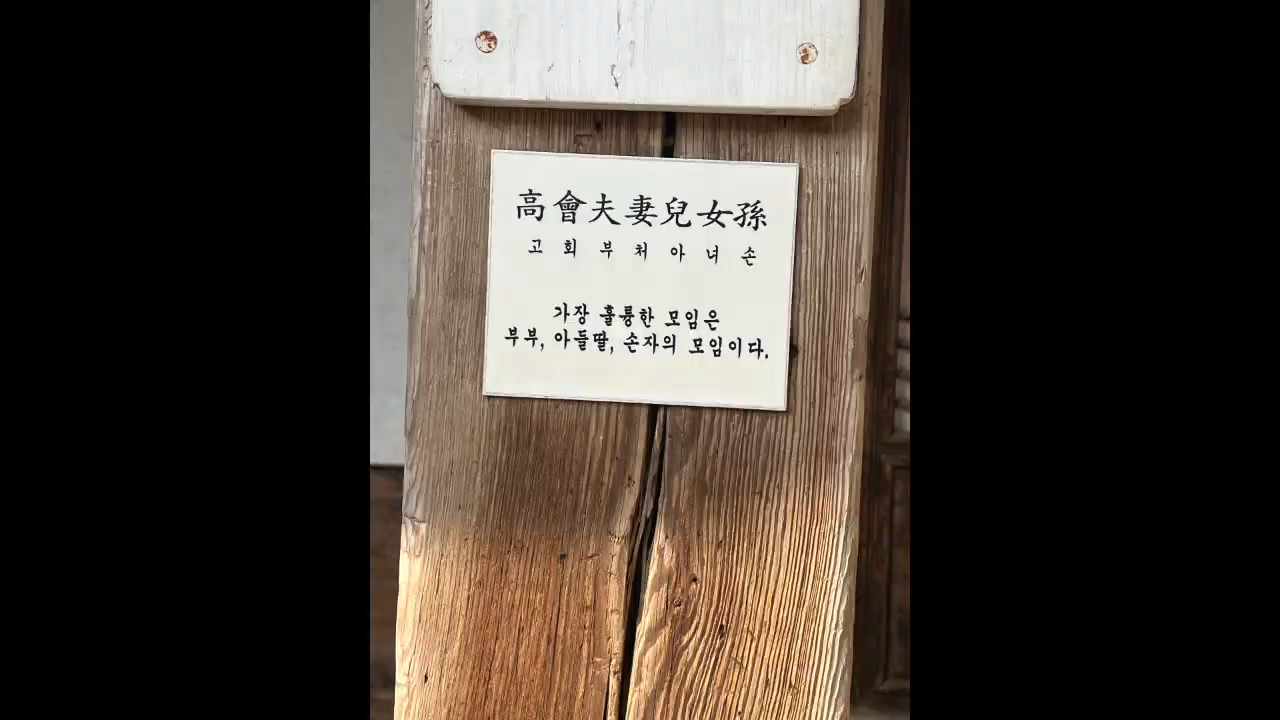 高會夫妻兒女孫
고회부처아녀손
가장 훌륭한 모임은
부부, 아들딸, 손자의 모임이다.